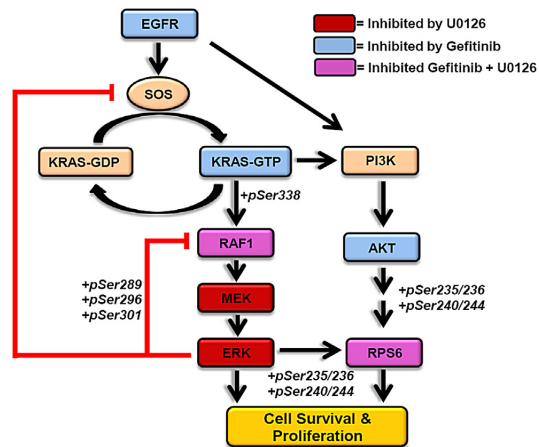 EGFR
= Inhibited by U0126
= Inhibited by Gefitinib
= Inhibited Gefitinib + U0126
SOS
KRAS-GDP
KRAS-GTP
PI3K
+pSer338
RAF1
AKT
+pSer289
+pSer296
+pSer301
MEK
+pSer235/236
+pSer240/244
ERK
RPS6
+pSer235/236
+pSer240/244
Cell Survival &
Proliferation